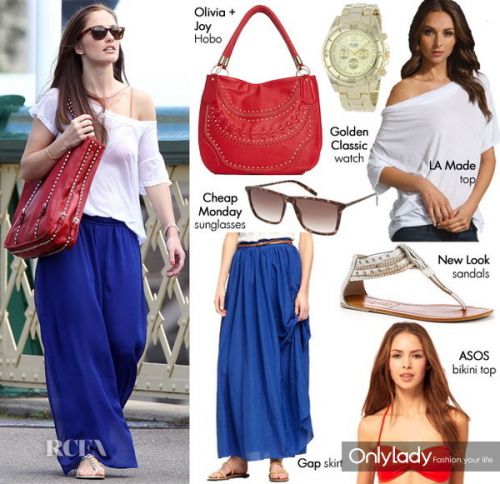 Olivia +
Joy
Hobo
Golden
Classic
watch
LA Made
top
Cheap
Monday
sunglasses
New Look
sandals
ASOS
bikini top
Gap skirt
RCFA
OnlyLady Fashion your life